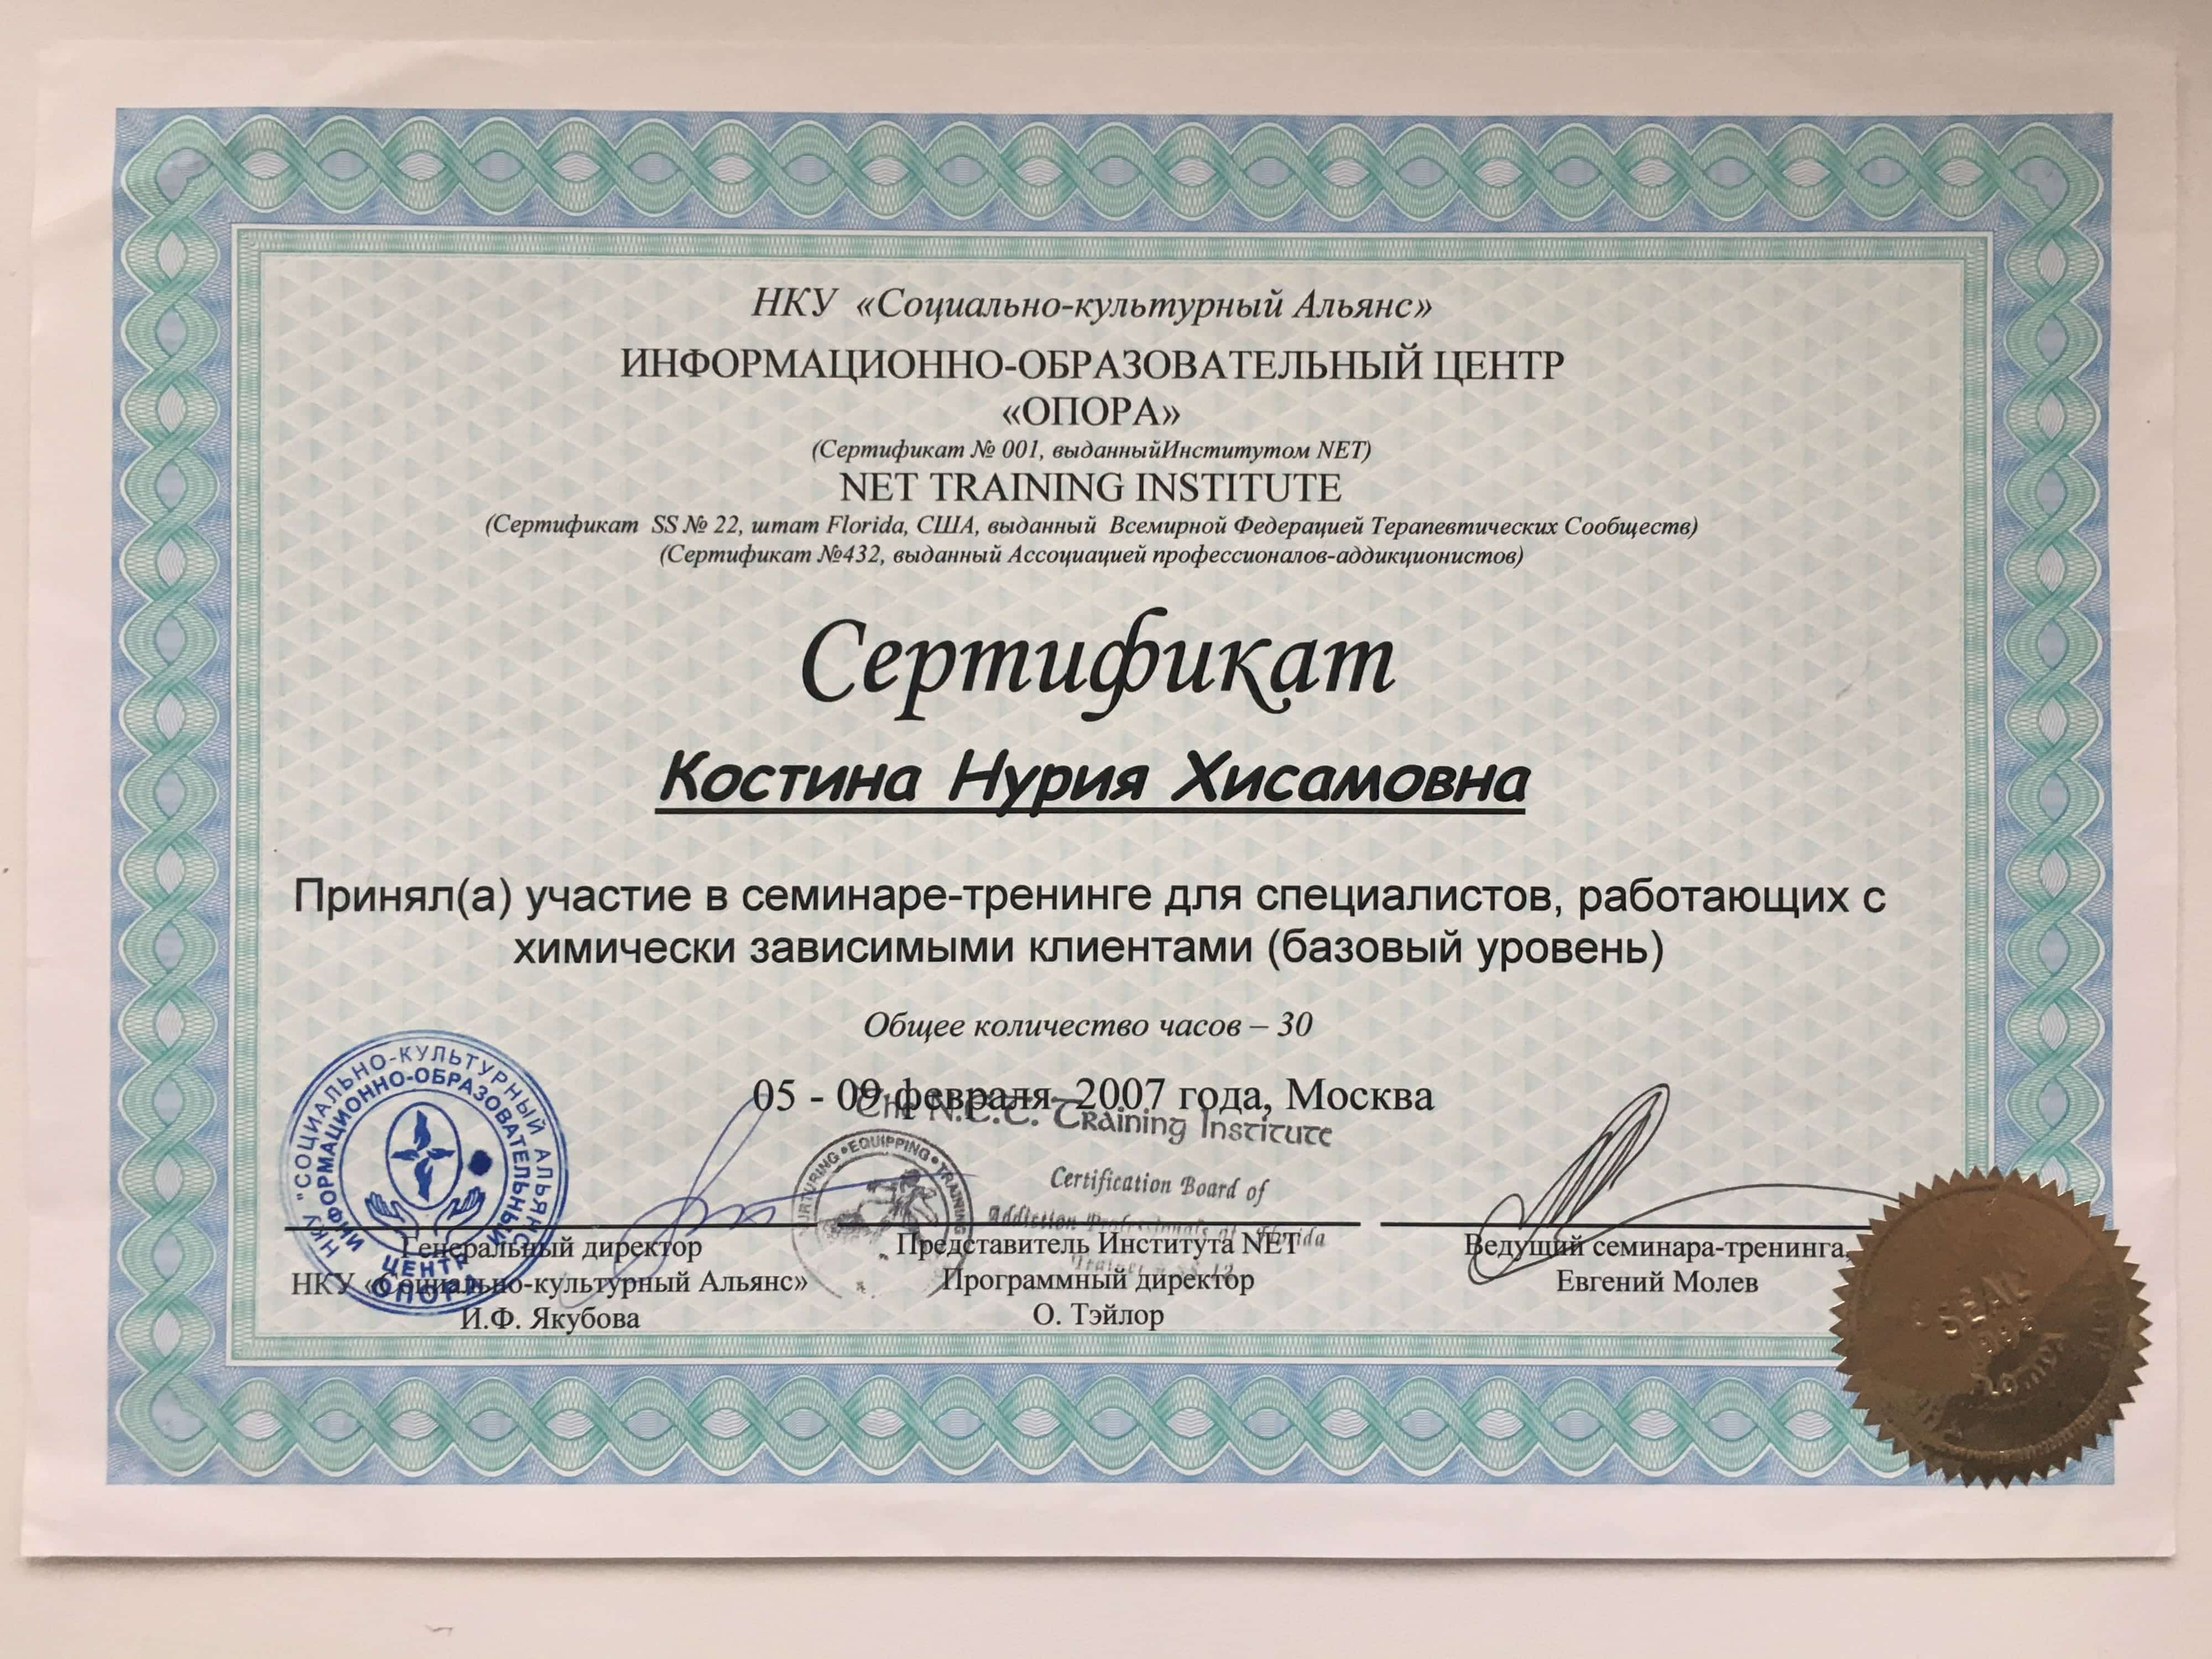 НКУ «Социально-культурный Альянс»
ИНФОРМАЦИОННО-ОБРАЗОВАТЕЛЬНЫЙ ЦЕНТР
«ОПОРА»
(Сертификат № 001, выданныйИнститутом NET)
NET TRAINING INSTITUTE
(Сертификат SS № 22, штат Florida, США, выданный Всемирной Федерацией Терапевтических Сообществ)
(Сертификат №432, выданный Ассоциацией профессионалов-аддикционистов)
Сертификат
Костина Нурия Хисамовна
Принял(а) участие в семинаре-тренинге для специалистов, работающих с
химически зависимыми клиентами (базовый уровень)
Общее количество часов – 30
05 - 09 февраля 2007 года, Москва
The N.E.T. Training Institute
Certification Board of
Addiction Professionals of Florida
NURTURING • EQUIPPING • TRAINING
НКУ "СОЦИАЛЬНО-КУЛЬТУРНЫЙ АЛЬЯНС
ИНФОРМАЦИОННО-ОБРАЗОВАТЕЛЬНЫЙ
ЦЕНТР
ОПОРА
Генеральный директор
НКУ «Социально-культурный Альянс»
И.Ф. Якубова
Представитель Института NET
Программный директор
О. Тэйлор
Ведущий семинара-тренинга,
Евгений Молев
SEAL